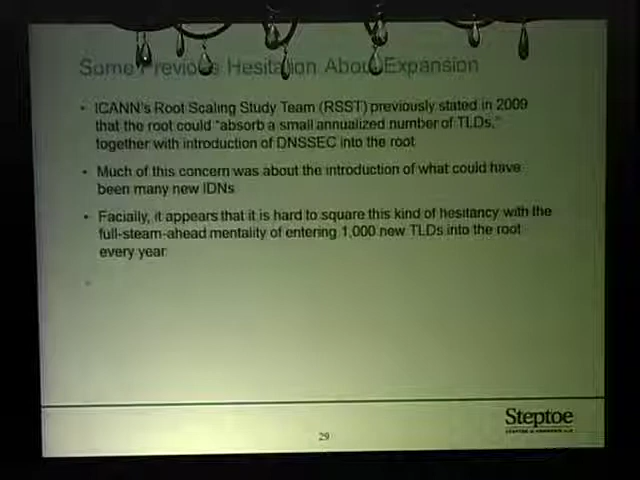 Some Previous Hesitation About Expansion
• ICANN's Root Scaling Study Team (RSST) previously stated in 2009
that the root could "absorb a small annualized number of TLDs,"
together with introduction of DNSSEC into the root
• Much of this concern was about the introduction of what could have
been many new IDNs
• Facially, it appears that it is hard to square this kind of hesitancy with the
full-steam-ahead mentality of entering 1,000 new TLDs into the root
every year
29
Steptoe
STEPTOE & JOHNSON LLP